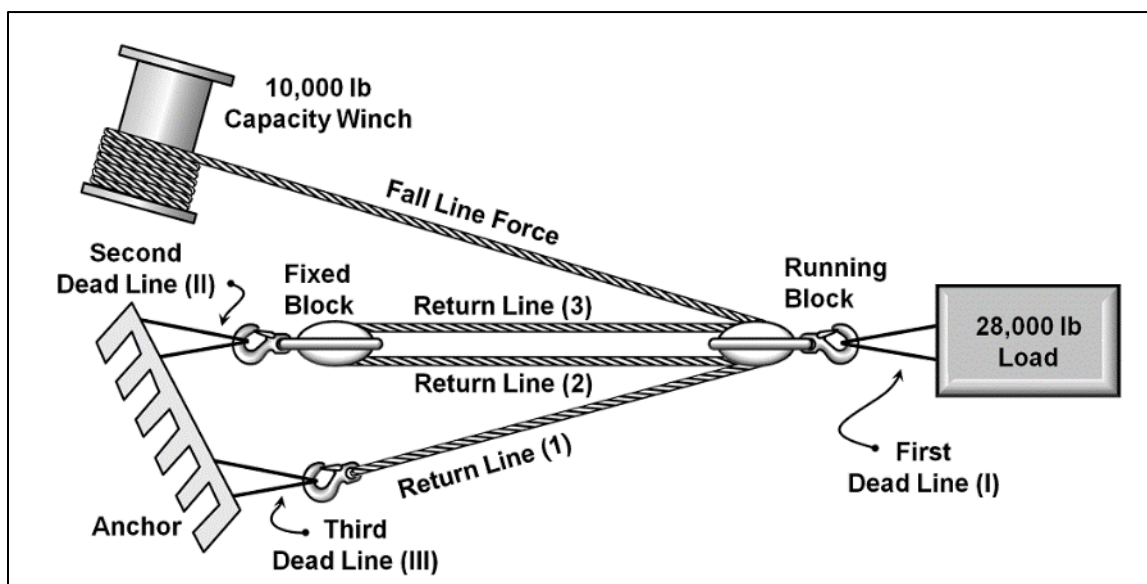 10,000 lb
Capacity Winch
Fall Line Force
Second
Dead Line (II)
Fixed
Block
Return Line (3)
Running
Block
28,000 lb
Load
Return Line (2)
Return Line (1)
First
Dead Line (I)
Anchor
Third
Dead Line (III)